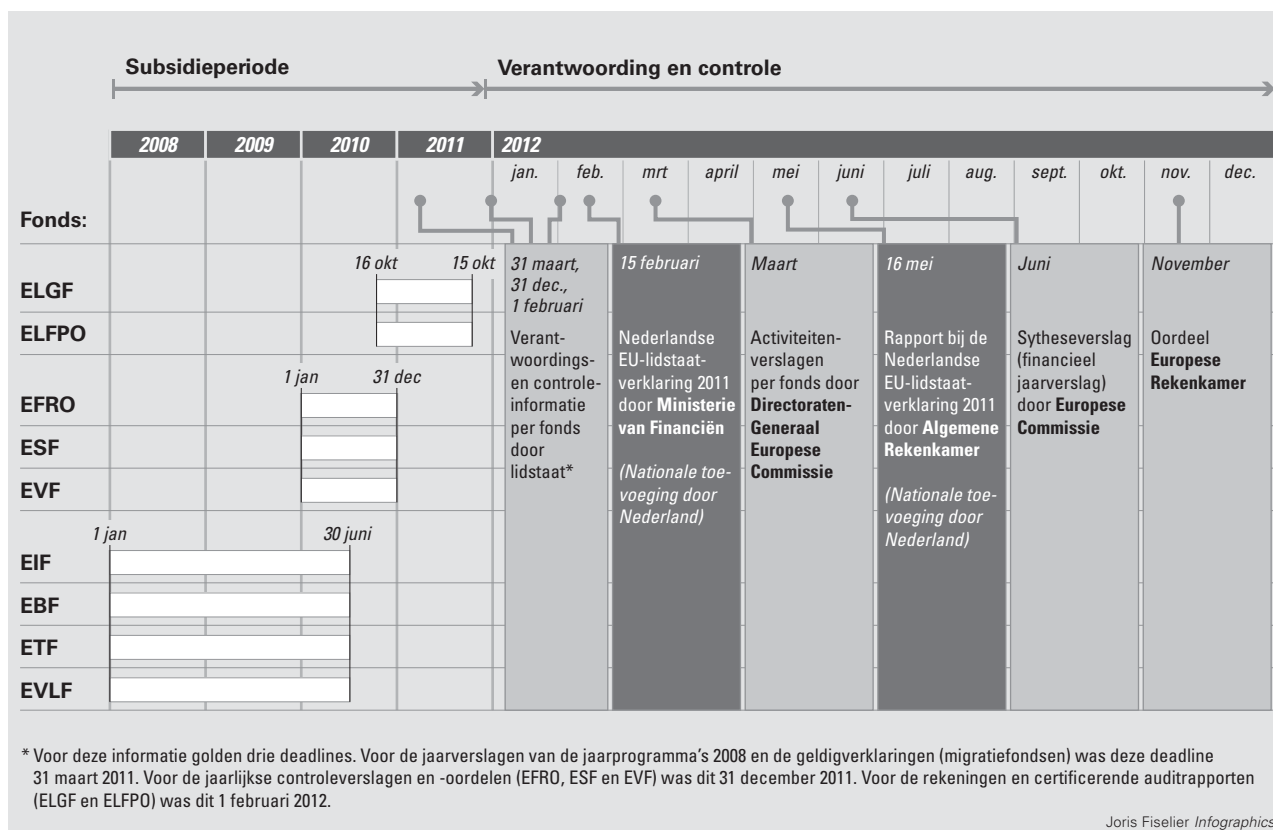 Subsidieperiode
Verantwoording en controle
2008 2009 2010 2011 2012
jan. feb. mrt april mei juni juli aug. sept. okt. nov. dec.
Fonds:
ELGF
ELFPO
EFRO
ESF
EVF
EIF
EBF
ETF
EVLF
16 okt 15 okt
1 jan 31 dec
1 jan 30 juni
31 maart,
31 dec.,
1 februari
Verant-
woordings-
en controle-
informatie
per fonds
door
lidstaat*
15 februari
Nederlandse
EU-lidstaat-
verklaring 2011
door Ministerie
van Financiën
(Nationale toe-
voeging door
Nederland)
Maart
Activiteiten-
verslagen
per fonds door
Directoraten-
Generaal
Europese
Commissie
16 mei
Rapport bij de
Nederlandse
EU-lidstaat-
verklaring 2011
door Algemene
Rekenkamer
(Nationale toe-
voeging door
Nederland)
Juni
Sytheseverslag
(financieel
jaarverslag)
door Europese
Commissie
November
Oordeel
Europese
Rekenkamer
* Voor deze informatie golden drie deadlines. Voor de jaarverslagen van de jaarprogramma's 2008 en de geldigverklaringen (migratiefondsen) was deze deadline
31 maart 2011. Voor de jaarlijkse controleverslagen en -oordelen (EFRO, ESF en EVF) was dit 31 december 2011. Voor de rekeningen en certificerende auditrapporten
(ELGF en ELFPO) was dit 1 februari 2012.
Joris Fiselier Infographics